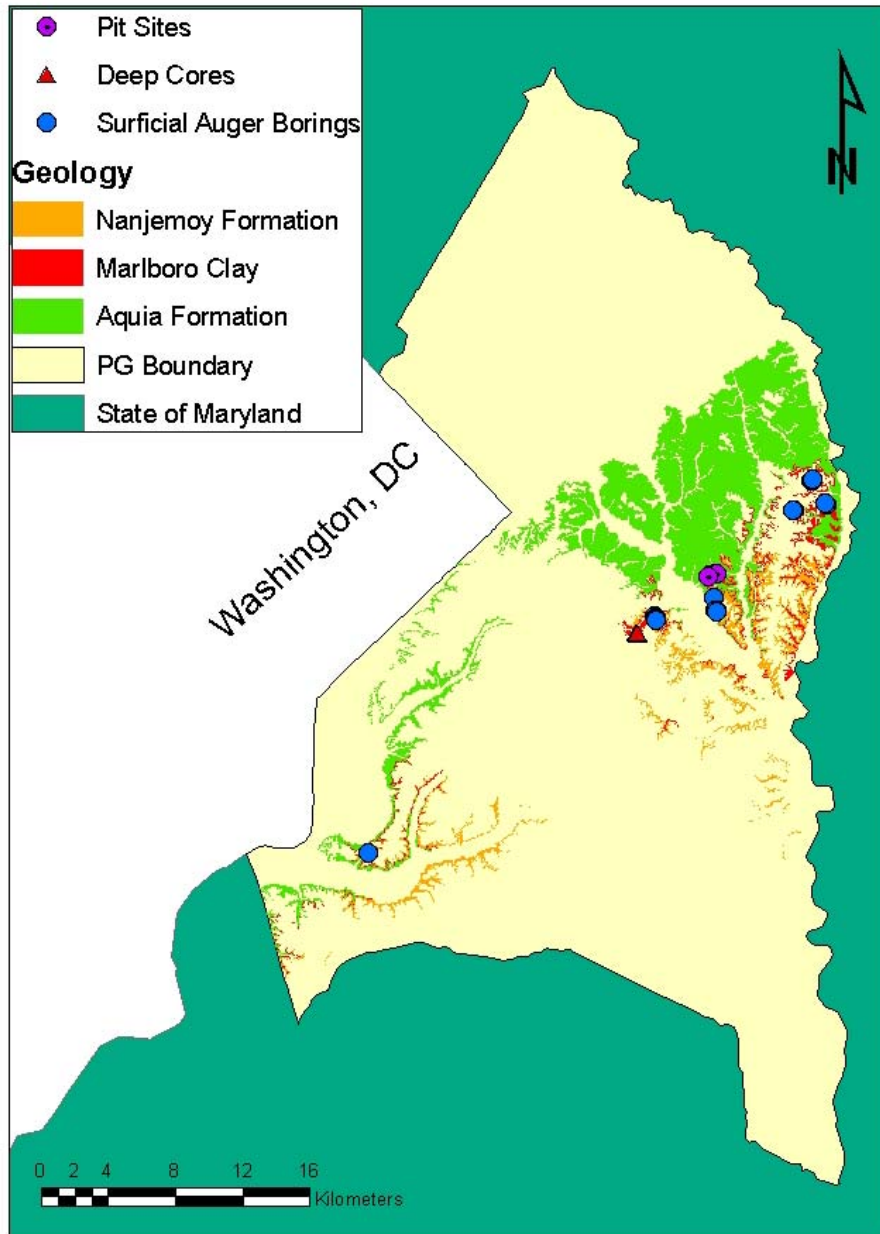 Pit Sites
Deep Cores
Surficial Auger Borings
Geology
Nanjemoy Formation
Marlboro Clay
Aquia Formation
PG Boundary
State of Maryland
N
Washington, DC
0 2 4 8 12 16
Kilometers